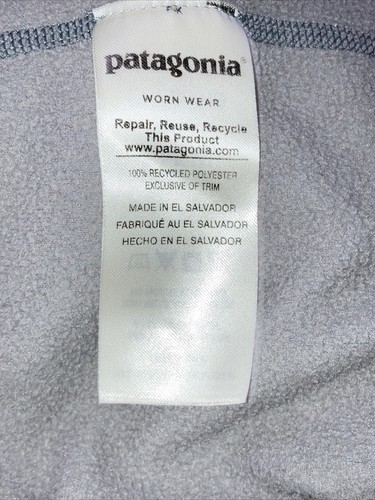 patagonia®
WORN WEAR
Repair, Reuse, Recycle
This Product
www.patagonia.com
100% RECYCLED POLYESTER
EXCLUSIVE OF TRIM
MADE IN EL SALVADOR
FABRIQUÉ AU EL SALVADOR
HECHO EN EL SALVADOR